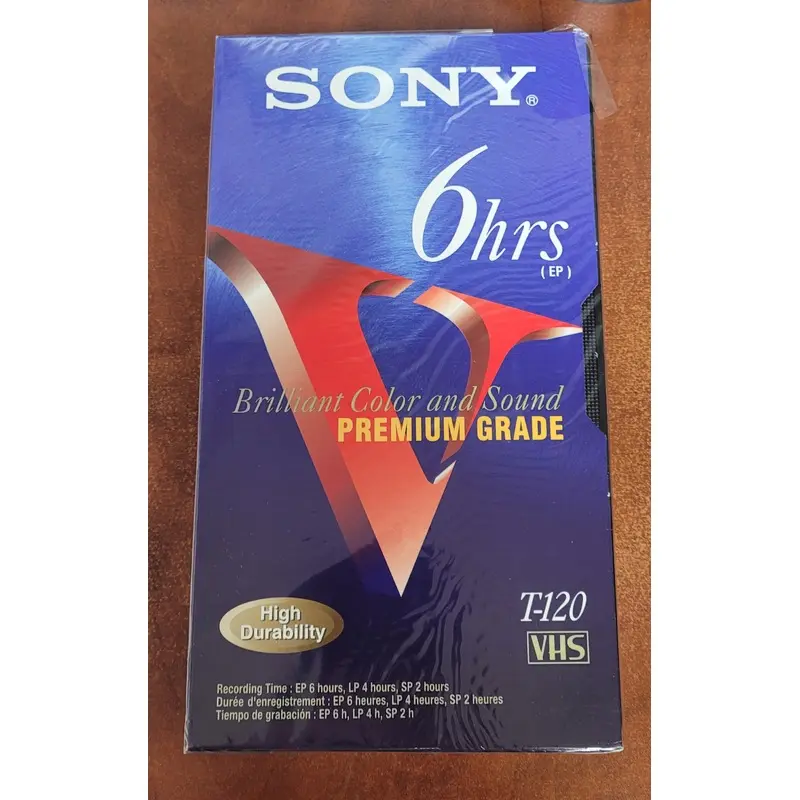 SONY®
6hrs
(EP)
Brilliant Color and Sound
PREMIUM GRADE
High
Durability
T-120
VHS
Recording Time : EP 6 hours, LP 4 hours, SP 2 hours
Durée d'enregistrement : EP 6 heures, LP 4 heures, SP 2 heures
Tiempo de grabación : EP 6 h, LP 4 h, SP 2 h